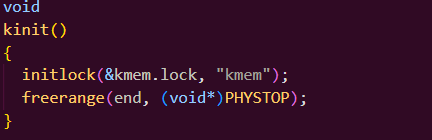 void
kinit()
{
  initlock(&kmem.lock, "kmem");
  freerange(end, (void*)PHYSTOP);
}